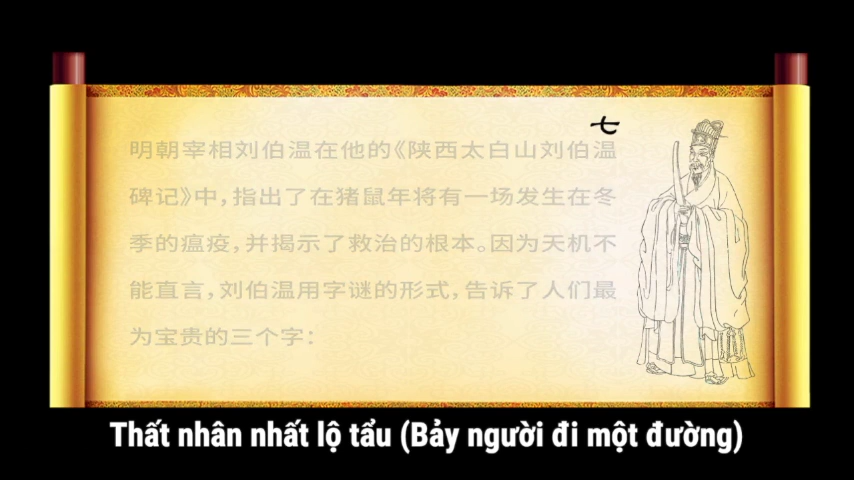 七
明朝宰相刘伯温在他的《陕西太白山刘伯温
碑记》中，指出了在猪鼠年将有一场发生在冬
季的瘟疫，并揭示了救治的根本。因为天机不
能直言，刘伯温用字谜的形式，告诉了人们最
为宝贵的三个字：
Thất nhân nhất lộ tẩu (Bảy người đi một đường)